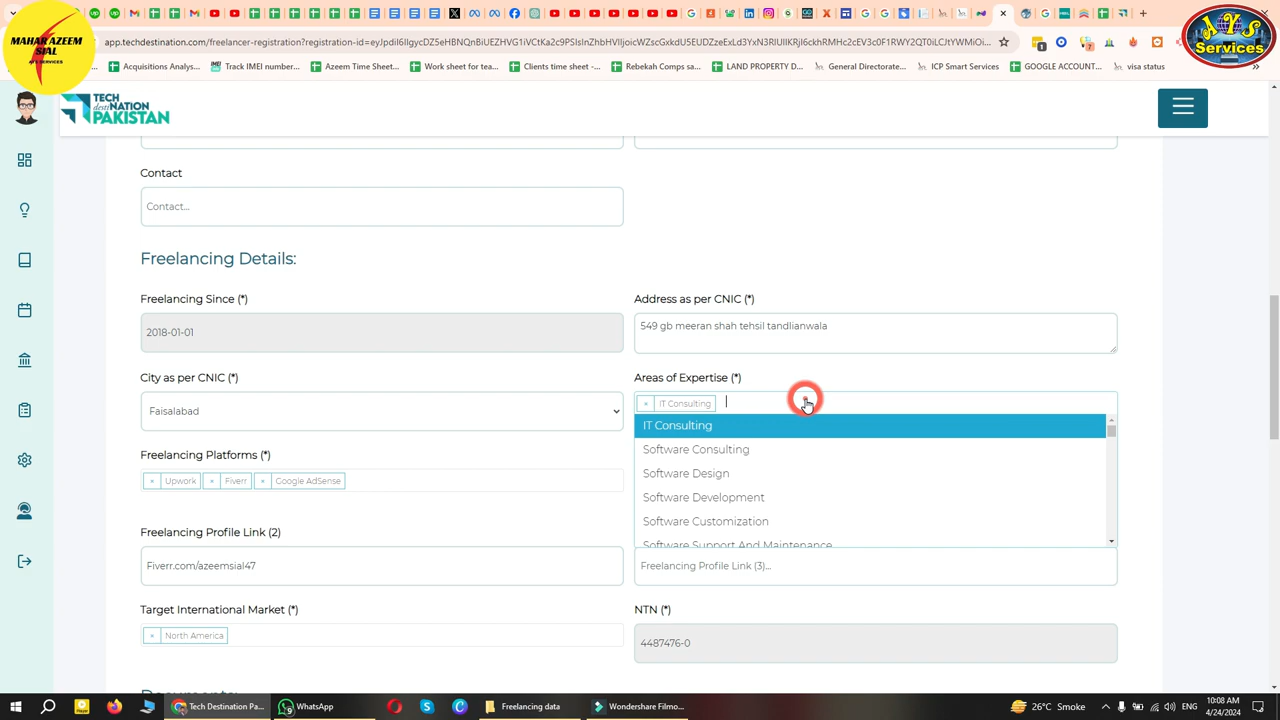 MAHAR AZEEM
SIAL
AYS SERVICES
AYS
Services
app.techdestination.com/freelancer-registration?registration=
Acquisitions Analys...
Track IMEI number...
Azeem Time Sheet...
Work sheet for tea...
Clients time sheet -...
Rebekah Comps sa...
LAND PROPERTY D...
General Directorate...
ICP Smart Services
GOOGLE ACCOUNT...
visa status
TECH
destiNATION
PAKISTAN
Contact
Contact...
Freelancing Details:
Freelancing Since (*)
Address as per CNIC (*)
2018-01-01
549 gb meeran shah tehsil tandlianwala
City as per CNIC (*)
Areas of Expertise (*)
Faisalabad
× IT Consulting
IT Consulting
Software Consulting
Software Design
Software Development
Software Customization
Software Support And Maintenance
Freelancing Platforms (*)
× Upwork × Fiverr × Google AdSense
Freelancing Profile Link (2)
Fiverr.com/azeemsial47
Freelancing Profile Link (3)...
Target International Market (*)
NTN (*)
× North America
4487476-0
Documents:
Tech Destination Pa...
WhatsApp
Freelancing data
Wondershare Filmo...
26°C Smoke
ENG
10:08 AM
4/24/2024